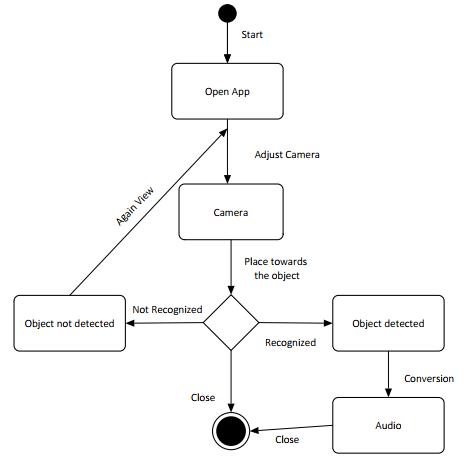 Start
Open App
Adjust Camera
Again View
Camera
Place towards
the object
Object not detected
Not Recognized
Recognized
Object detected
Conversion
Close
Audio
Close